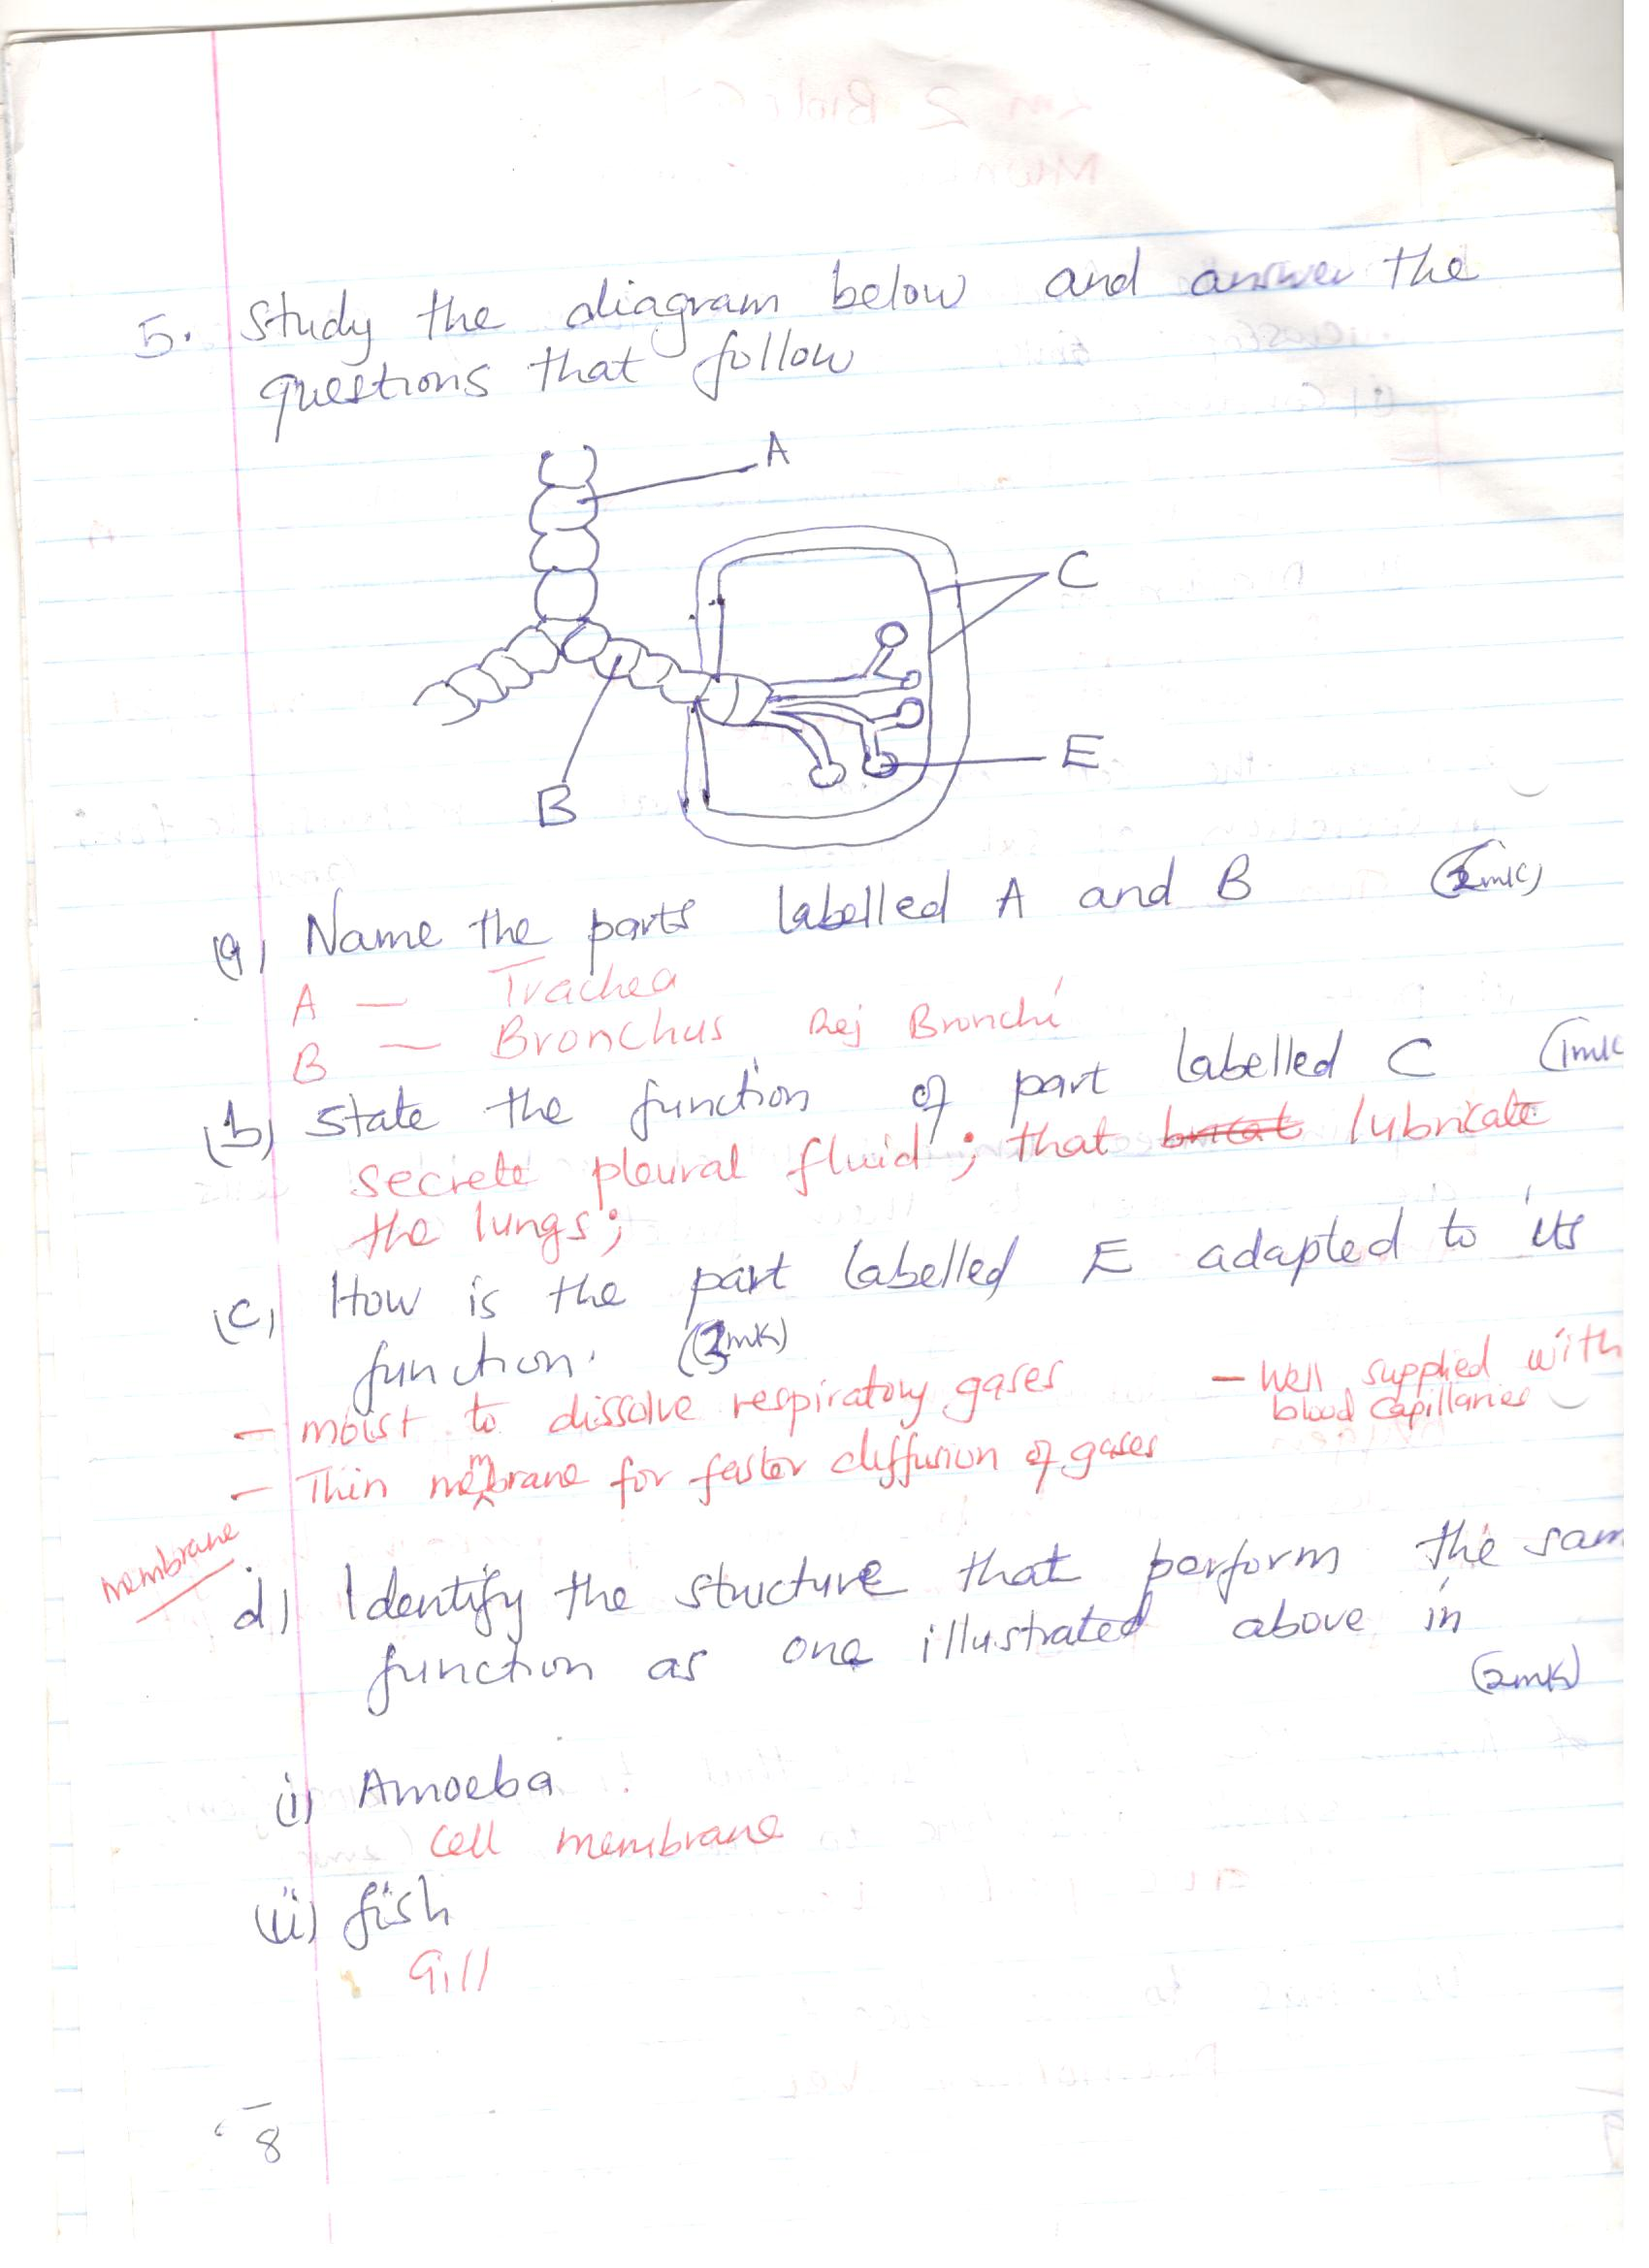 5. Study the diagram below and answer the
questions that follow
A
C
E
B
(a) Name the parts labelled A and B (2mk)
A — Trachea
B — Bronchus Rej Bronchi
(b) State the function of part labelled C (1mk
secrete pleural fluid; that lubricate
the lungs;
(c) How is the part labelled E adapted to its
function. (3mk)
- moist to dissolve respiratory gases
- Well supplied with
blood capillaries
- Thin membrane for faster diffusion of gases
membrane
d) Identify the structure that perform the sam
function as one illustrated above in
(2mk)
(i) Amoeba
Cell membrane
(ii) fish
Gill
8